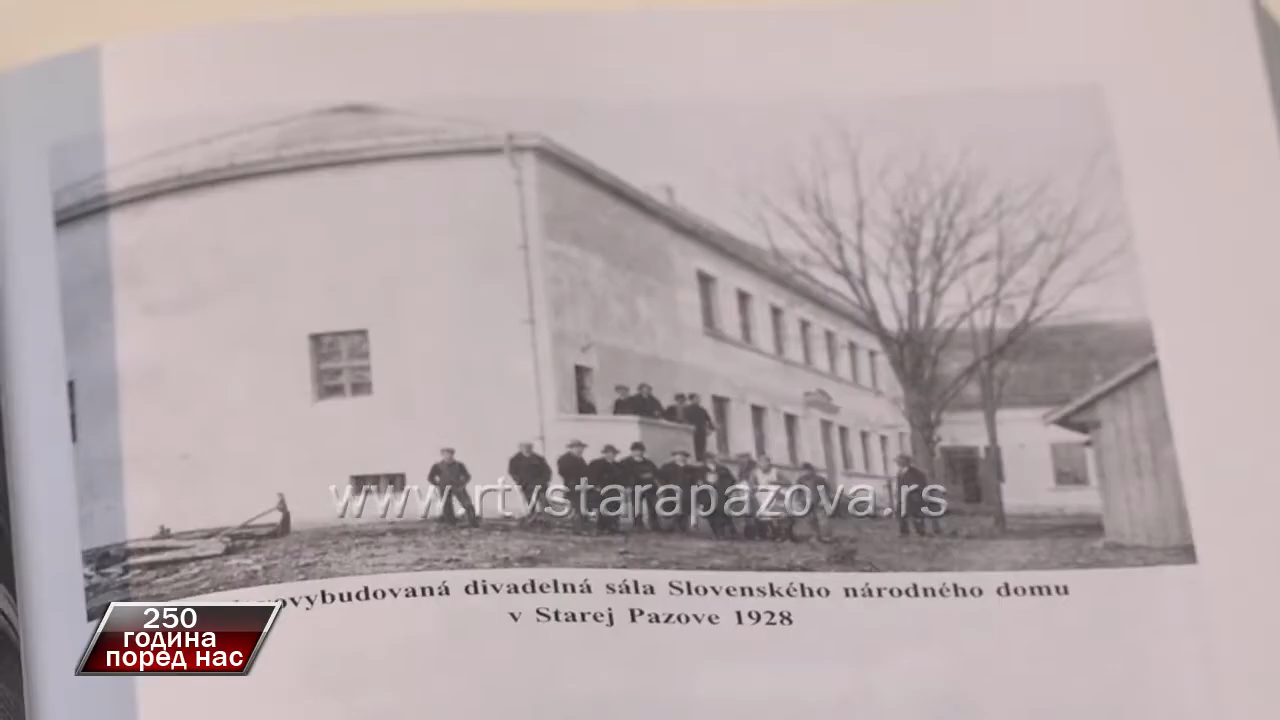 www.rtvstarapazova.rs
divadelná sála Slovenského národného domu
v Starej Pazove 1928
250
година
поред нас